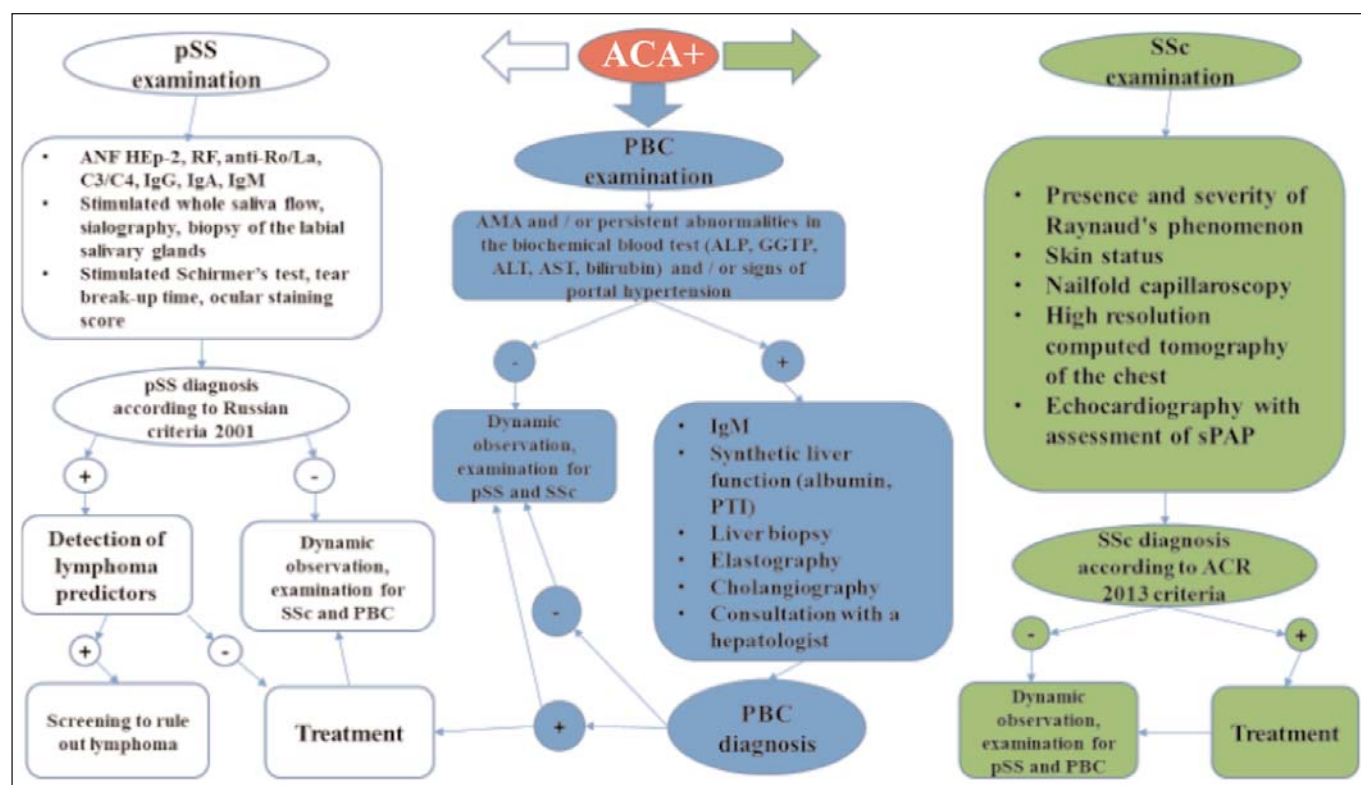 ACA+
pSS
examination
• ANF HEp-2, RF, anti-Ro/La,
C3/C4, IgG, IgA, IgM
• Stimulated whole saliva flow,
sialography, biopsy of the labial
salivary glands
• Stimulated Schirmer's test, tear
break-up time, ocular staining
score
pSS diagnosis
according to Russian
criteria 2001
+
-
Detection of
lymphoma
predictors
Dynamic
observation,
examination for
SSc and PBC
+
-
Screening to rule
out lymphoma
Treatment
PBC
examination
AMA and / or persistent abnormalities in
the biochemical blood test (ALP, GGTP,
ALT, AST, bilirubin) and / or signs of
portal hypertension
-
+
Dynamic
observation,
examination for
pSS and SSc
• IgM
• Synthetic liver
function (albumin,
PTI)
• Liver biopsy
• Elastography
• Cholangiography
• Consultation with a
hepatologist
-
+
PBC
diagnosis
SSc
examination
• Presence and severity of
Raynaud's phenomenon
• Skin status
• Nailfold capillaroscopy
• High resolution
computed tomography
of the chest
• Echocardiography with
assessment of sPAP
SSc diagnosis
according to ACR
2013 criteria
-
+
Dynamic
observation,
examination for
pSS and PBC
Treatment